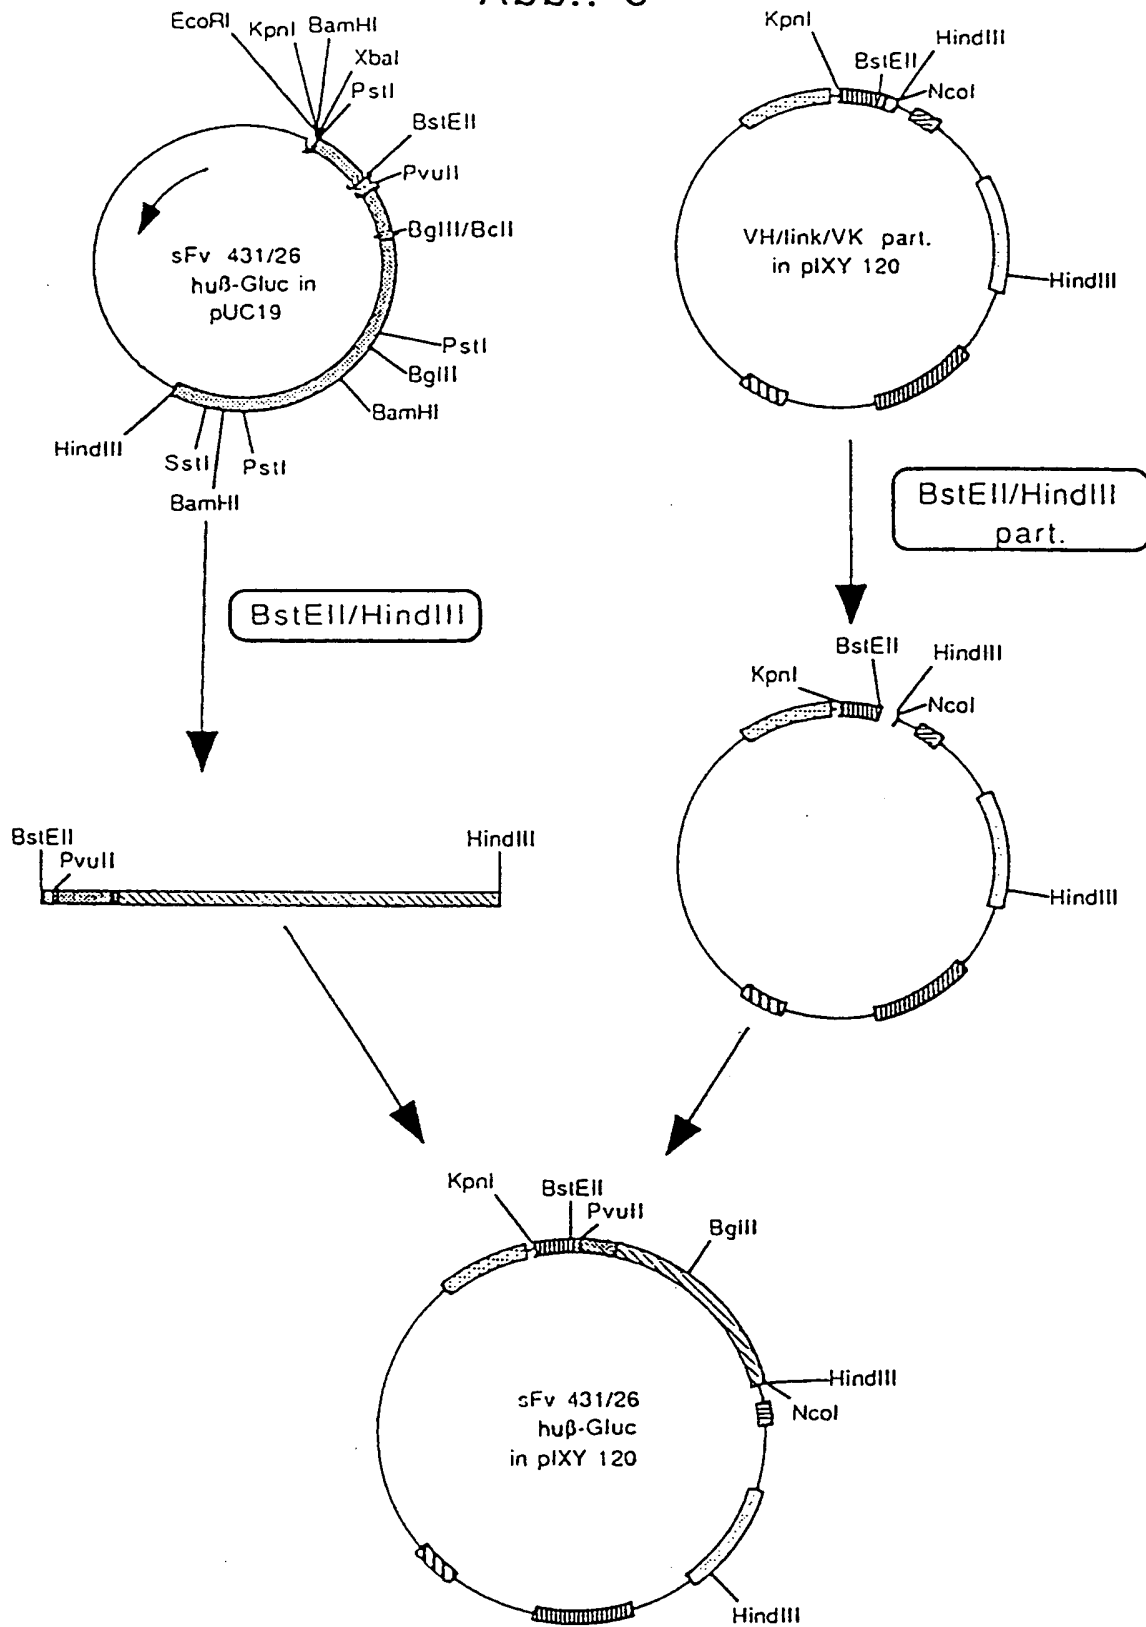 EcoRI
KpnI
BamHI
XbaI
PstI
BstEII
PvuII
BglII/BclI
sFv 431/26
huβ-Gluc in
pUC19
PstI
BglII
BamHI
HindIII
SstI
PstI
BamHI
BstEII/HindIII
BstEII
PvuII
HindIII
KpnI
HindIII
BstEII
NcoI
VH/link/VK part.
in pIXY 120
HindIII
BstEII/HindIII
part.
BstEII
HindIII
KpnI
NcoI
HindIII
KpnI
BstEII
PvuII
BglII
HindIII
NcoI
sFv 431/26
huβ-Gluc
in pIXY 120
HindIII